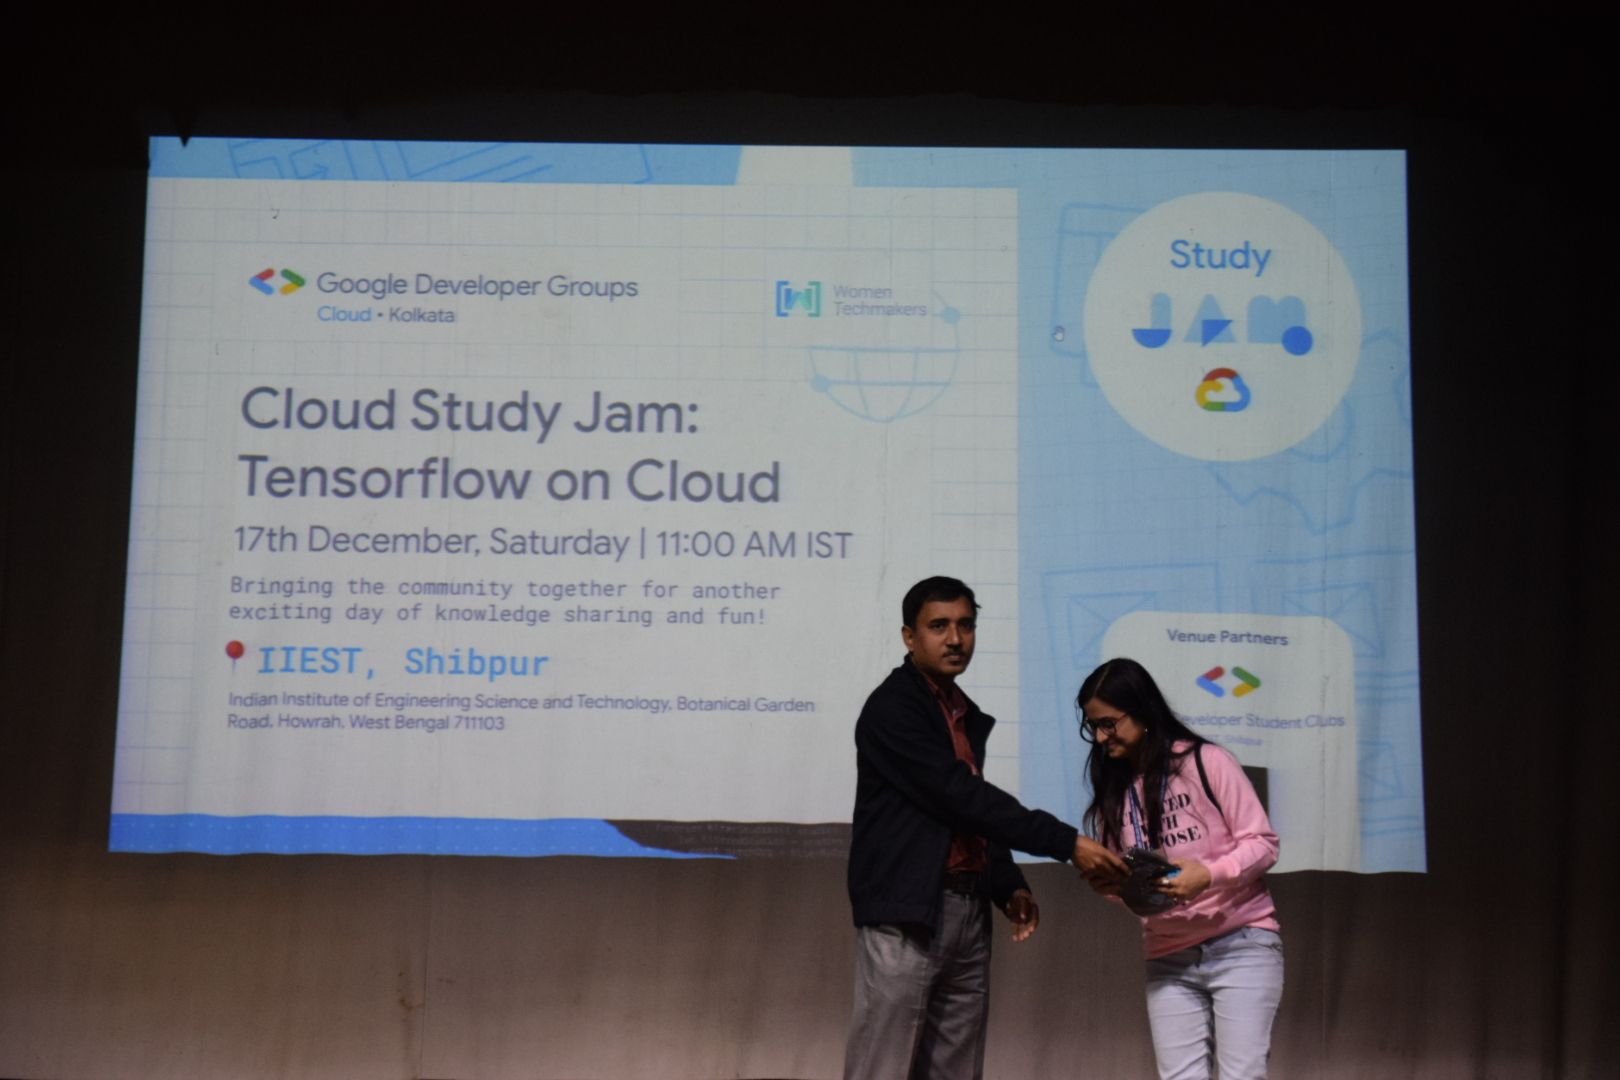 Google Developer Groups
Cloud • Kolkata
Women
Techmakers
Cloud Study Jam:
Tensorflow on Cloud
17th December, Saturday | 11:00 AM IST
Bringing the community together for another
exciting day of knowledge sharing and fun!
IIEST, Shibpur
Indian Institute of Engineering Science and Technology, Botanical Garden
Road, Howrah, West Bengal 711103
Study
JAM
Venue Partners
Developer Student Clubs
Shibpur